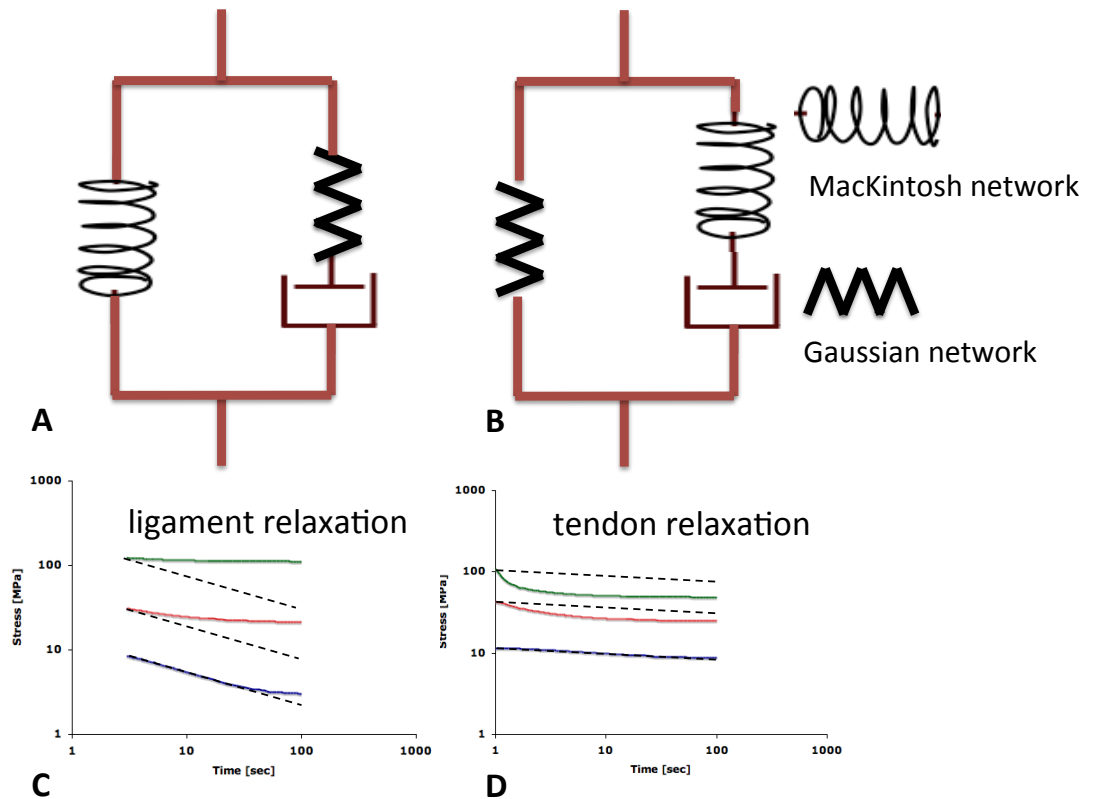 MacKintosh network
Gaussian network
A
B
ligament relaxation
1000
100
10
1
Stress [MPa]
1
10
100
1000
Time [sec]
C
tendon relaxation
1000
100
10
1
Stress [MPa]
1
10
100
1000
Time [sec]
D